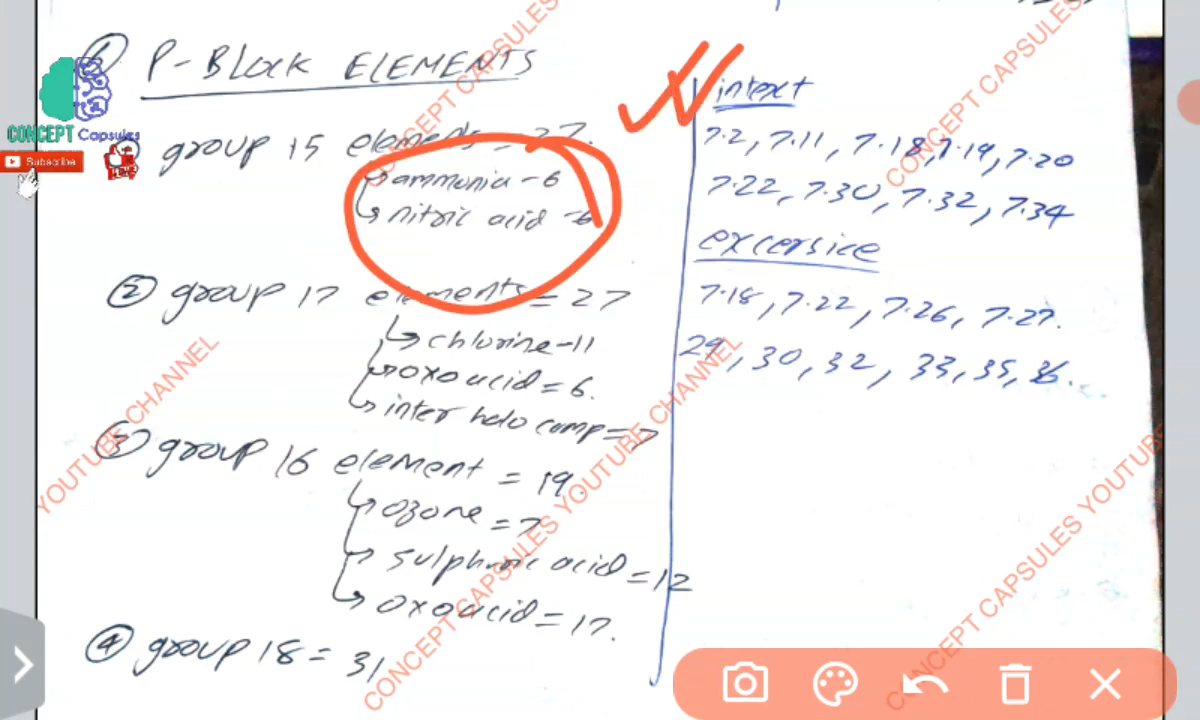 ① P-Block ELEMENTS
CONCEPT Capsules
Subscribe
group 15 elements = 27.
ammonia - 6
nitric acid - 6
② group 17 elements = 27
chlorine - 11
oxoacid = 6.
inter halo comp = 7
③ group 16 element = 19.
ozone = 7
sulphuric acid = 12
oxoacid = 17.
④ group 18 = 31
intext
7.2, 7.11, 7.18, 7.19, 7.20
7.22, 7.30, 7.32, 7.34
excersice
7.18, 7.22, 7.26, 7.27.
29, 30, 32, 33, 35, 36.
CONCEPT CAPSULES YOUTUBE CHANNEL